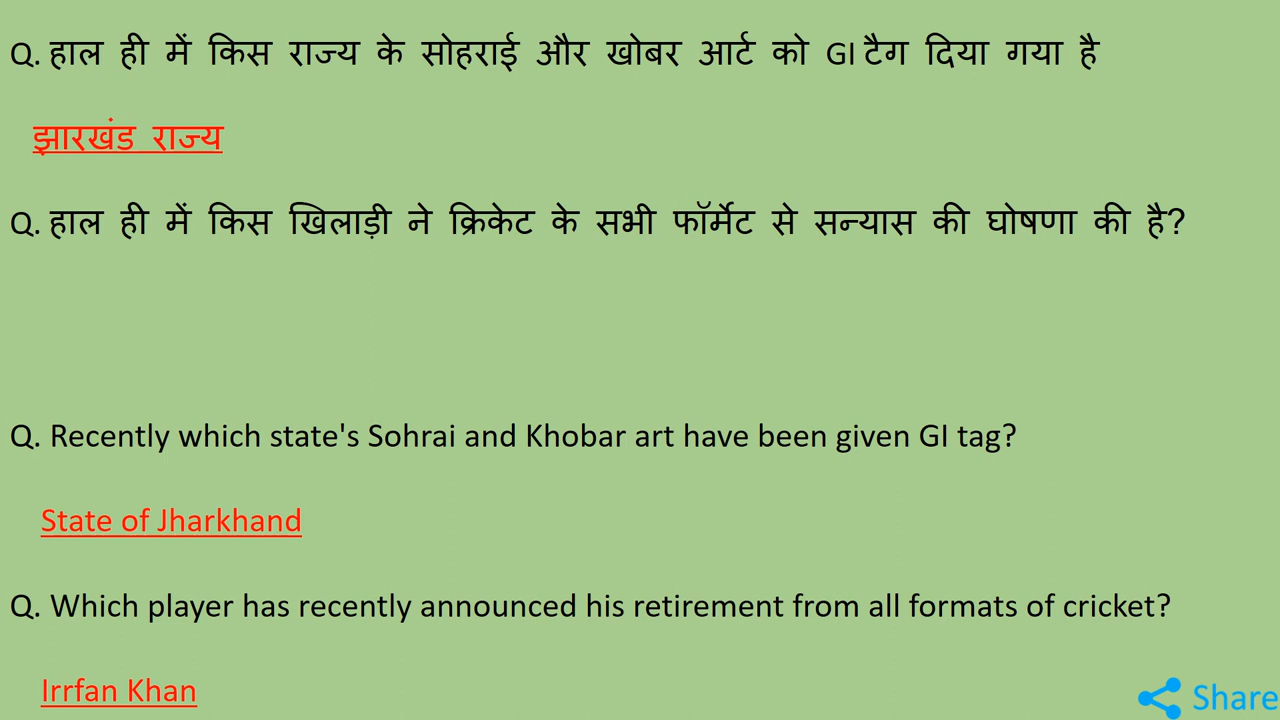 Q. हाल ही में किस राज्य के सोहराई और खोबर आर्ट को GI टैग दिया गया है
झारखंड राज्य
Q. हाल ही में किस खिलाड़ी ने क्रिकेट के सभी फॉर्मेट से सन्यास की घोषणा की है?
Q. Recently which state's Sohrai and Khobar art have been given GI tag?
State of Jharkhand
Q. Which player has recently announced his retirement from all formats of cricket?
Irrfan Khan
Share